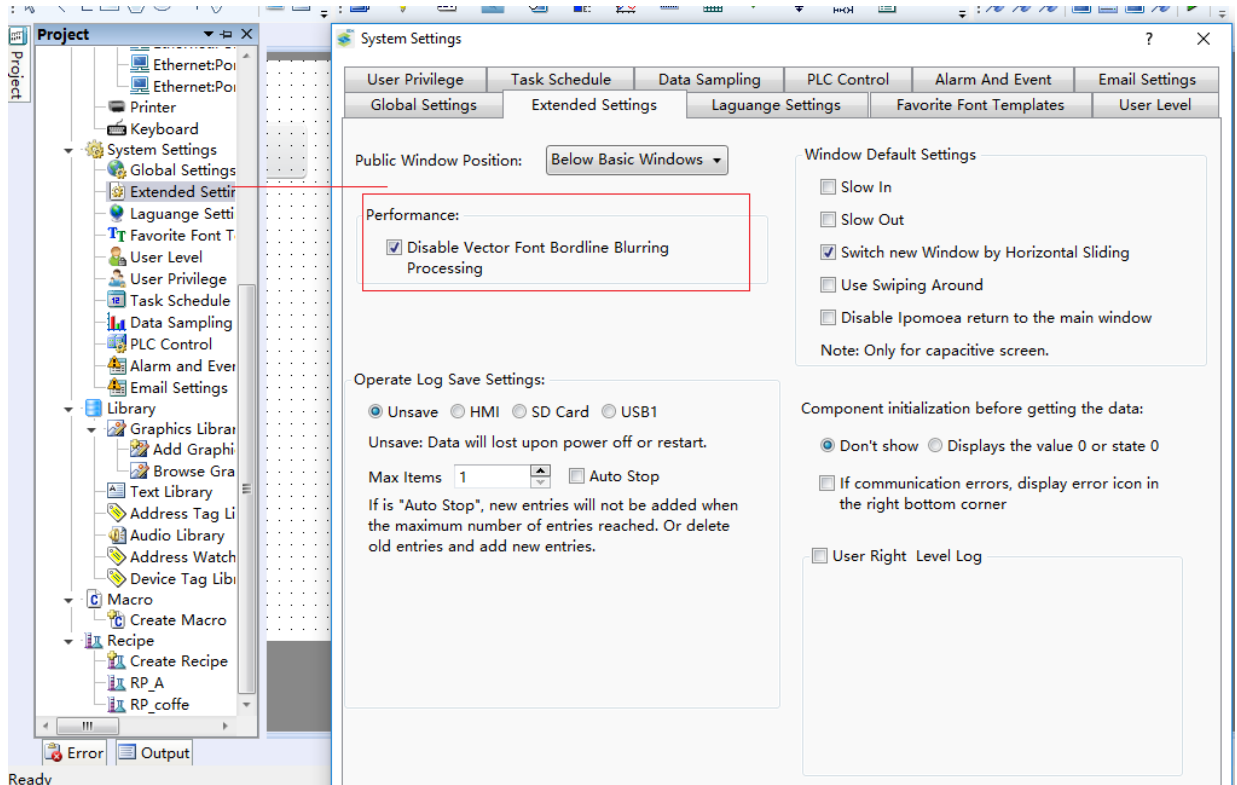 Project
System Settings
?
Project
Ethernet:Po
Ethernet:Po
Printer
Keyboard
System Settings
Global Settings
Extended Settir
Laguange Setti
Favorite Font T
User Level
User Privilege
Task Schedule
Data Sampling
PLC Control
Alarm and Ever
Email Settings
Library
Graphics Librar
Add Graphi
Browse Gra
Text Library
Address Tag Li
Audio Library
Address Watch
Device Tag Libr
Macro
Create Macro
Recipe
Create Recipe
RP_A
RP_coffe
Error
Output
Ready
User Privilege
Task Schedule
Data Sampling
PLC Control
Alarm And Event
Email Settings
Global Settings
Extended Settings
Laguange Settings
Favorite Font Templates
User Level
Public Window Position:
Below Basic Windows
Performance:
Disable Vector Font Bordline Blurring
Processing
Operate Log Save Settings:
Unsave
HMI
SD Card
USB1
Unsave: Data will lost upon power off or restart.
Max Items
1
Auto Stop
If is "Auto Stop", new entries will not be added when
the maximum number of entries reached. Or delete
old entries and add new entries.
Window Default Settings
Slow In
Slow Out
Switch new Window by Horizontal Sliding
Use Swiping Around
Disable Ipomoea return to the main window
Note: Only for capacitive screen.
Component initialization before getting the data:
Don't show
Displays the value 0 or state 0
If communication errors, display error icon in
the right bottom corner
User Right Level Log